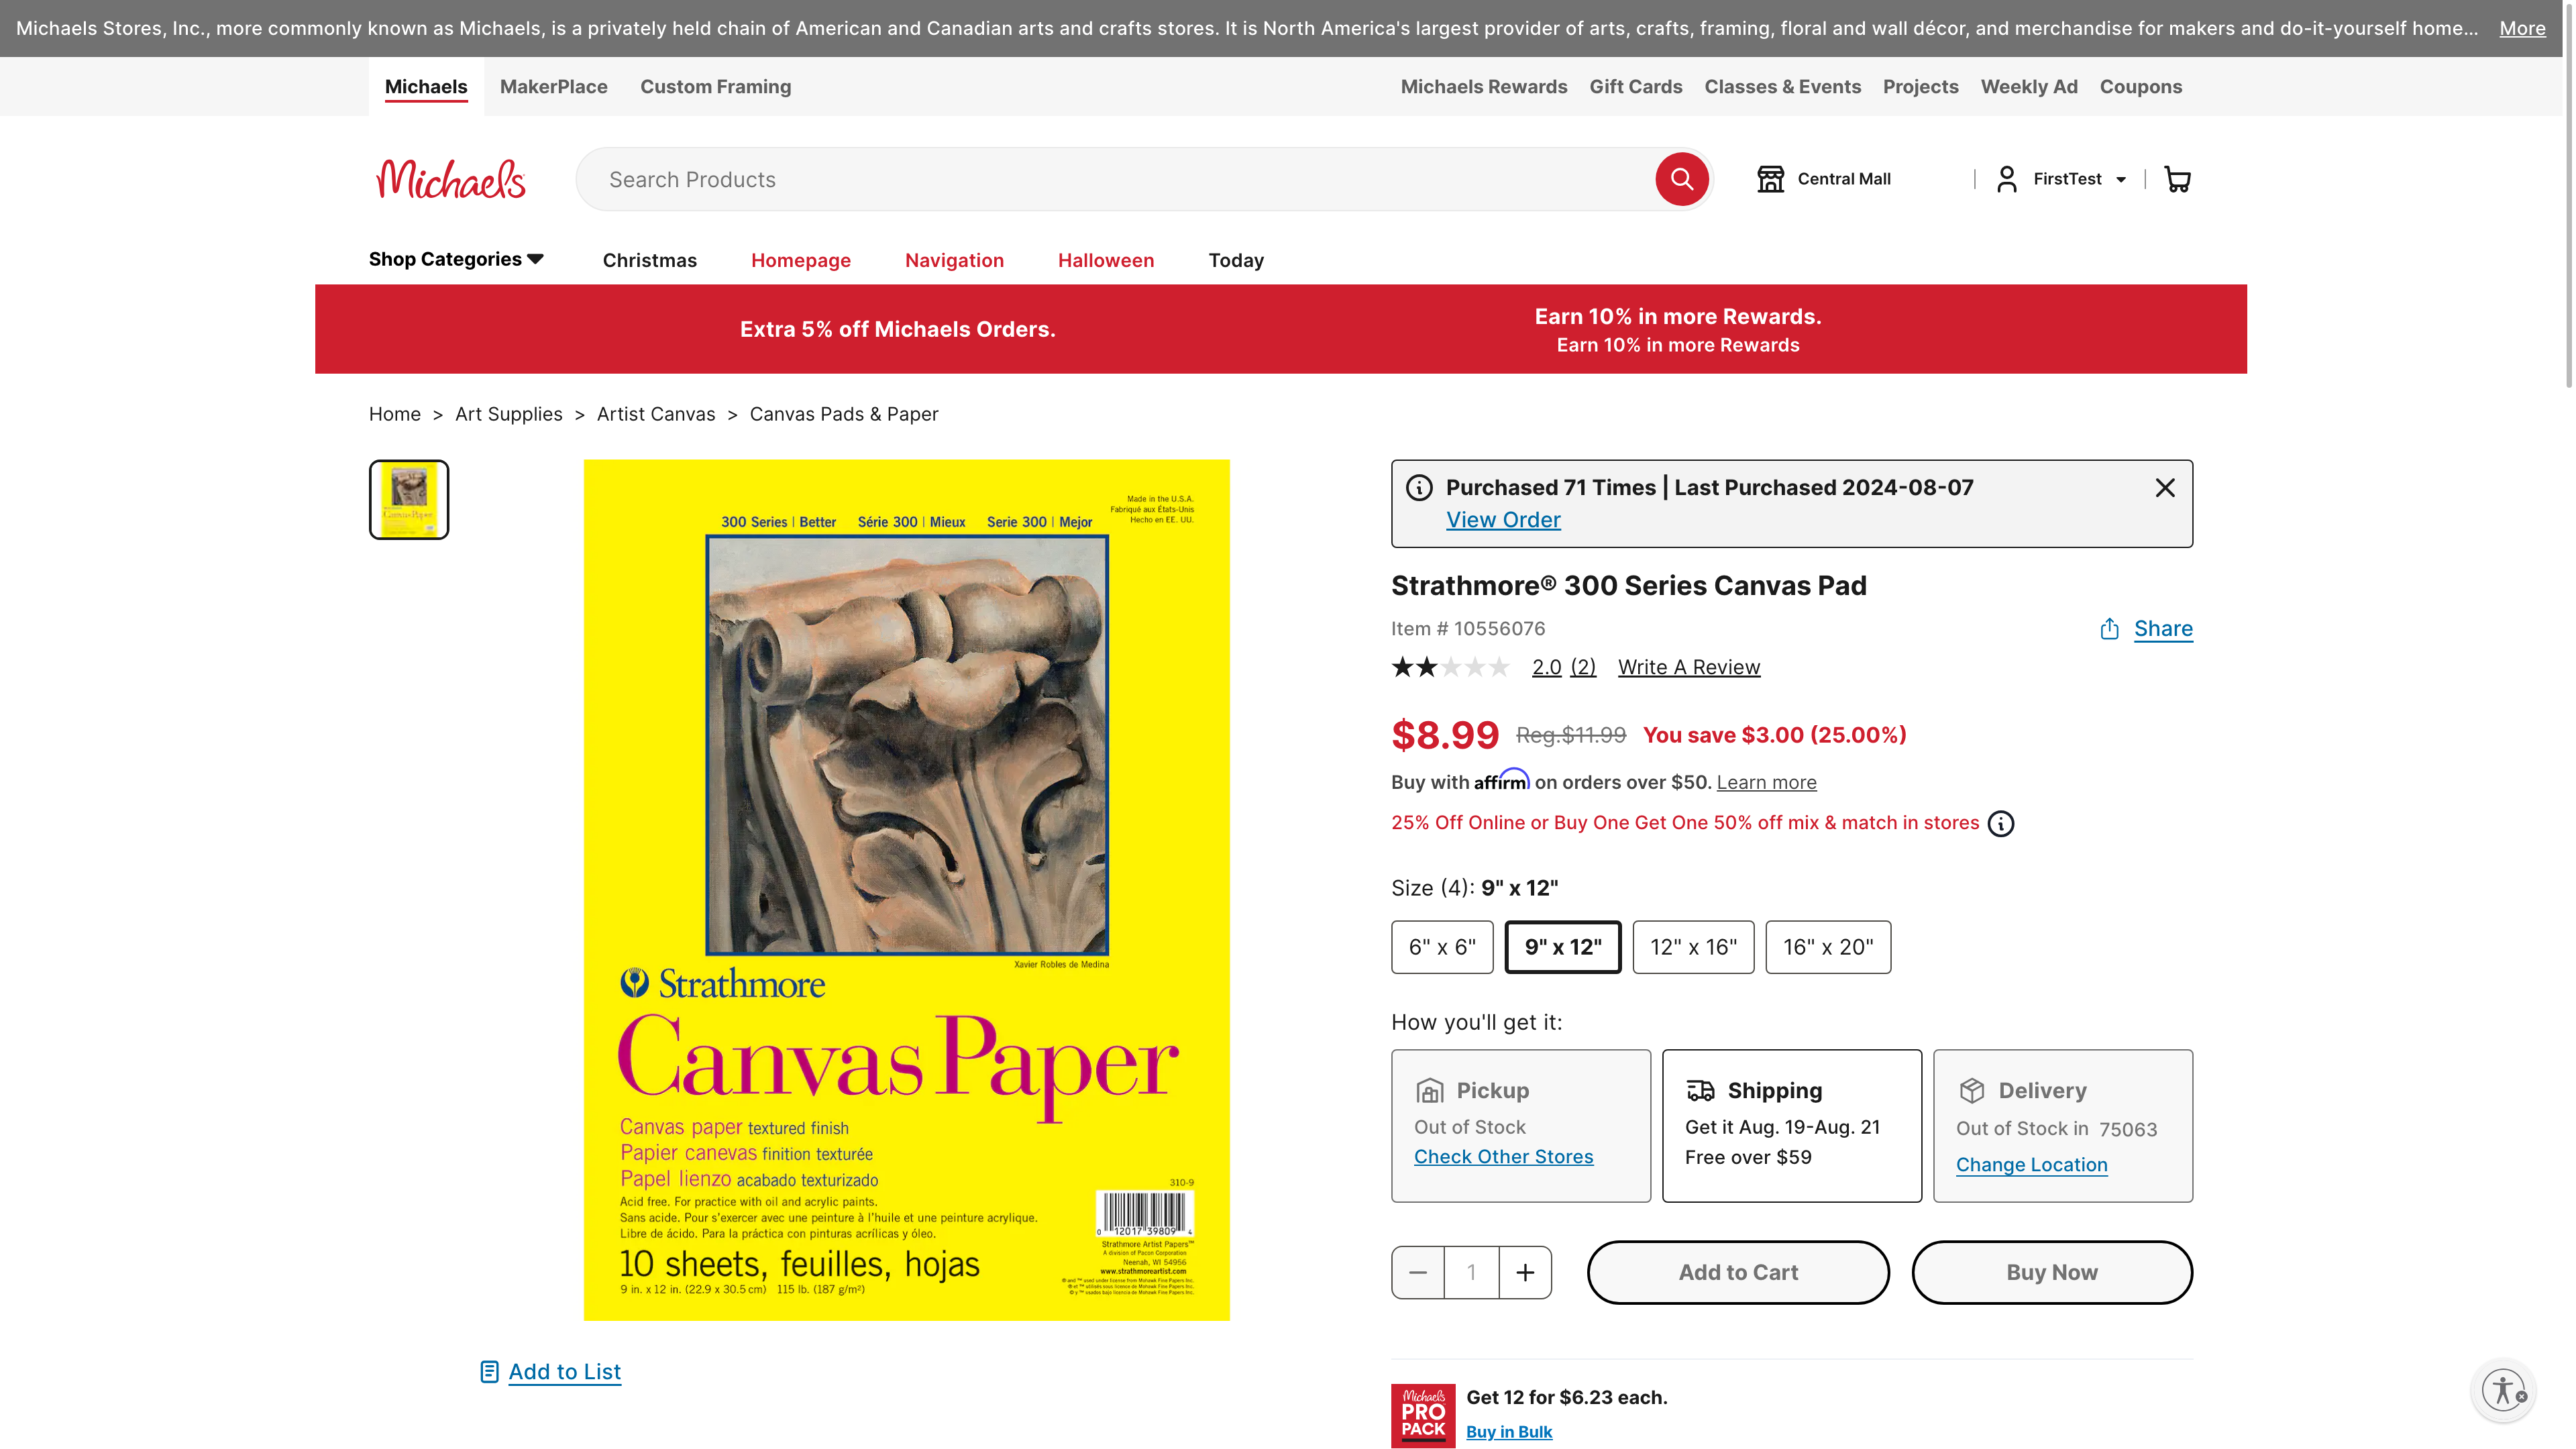 Michaels Stores, Inc., more commonly known as Michaels, is a privately held chain of American and Canadian arts and crafts stores. It is North America's largest provider of arts, crafts, framing, floral and wall décor, and merchandise for makers and do-it-yourself home... More
Michaels MakerPlace Custom Framing Michaels Rewards Gift Cards Classes & Events Projects Weekly Ad Coupons
Michaels Search Products Central Mall FirstTest
Shop Categories Christmas Homepage Navigation Halloween Today
Extra 5% off Michaels Orders.
Earn 10% in more Rewards.
Earn 10% in more Rewards
Home > Art Supplies > Artist Canvas > Canvas Pads & Paper
Made in the U.S.A.
Fabriqué aux États-Unis
Hecho en EE. UU.
300 Series | Better Série 300 | Mieux Serie 300 | Mejor
Xavier Robles de Medina
Strathmore
Canvas Paper
Canvas paper textured finish
Papier canevas finition texturée
Papel lienzo acabado texturizado
Acid free. For practice with oil and acrylic paints.
Sans acide. Pour s'exercer avec une peinture à l'huile et une peinture acrylique.
Libre de ácido. Para la práctica con pinturas acrílicas y óleo.
10 sheets, feuilles, hojas
9 in. x 12 in. (22.9 x 30.5 cm) 115 lb. (187 g/m²)
310-9
0 12017 39809 4
Strathmore Artist Papers™
A division of Pacon Corporation
Neenah, WI 54956
www.strathmoreartist.com
Add to List
Purchased 71 Times | Last Purchased 2024-08-07
View Order
Strathmore® 300 Series Canvas Pad
Item # 10556076 Share
2.0 (2) Write A Review
$8.99 Reg.$11.99 You save $3.00 (25.00%)
Buy with affirm on orders over $50. Learn more
25% Off Online or Buy One Get One 50% off mix & match in stores
Size (4): 9" x 12"
6" x 6" 9" x 12" 12" x 16" 16" x 20"
How you'll get it:
Pickup
Out of Stock
Check Other Stores
Shipping
Get it Aug. 19-Aug. 21
Free over $59
Delivery
Out of Stock in 75063
Change Location
1 Add to Cart Buy Now
Michaels
PRO
PACK
Get 12 for $6.23 each.
Buy in Bulk